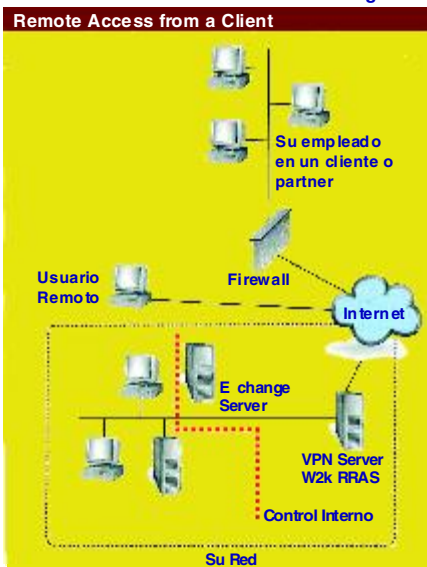 Remote Access from a Client
Su empleado
en un cliente o
partner
Firewall
Usuario
Remoto
Internet
E change
Server
VPN Server
W2k RRAS
Control Interno
Su Red